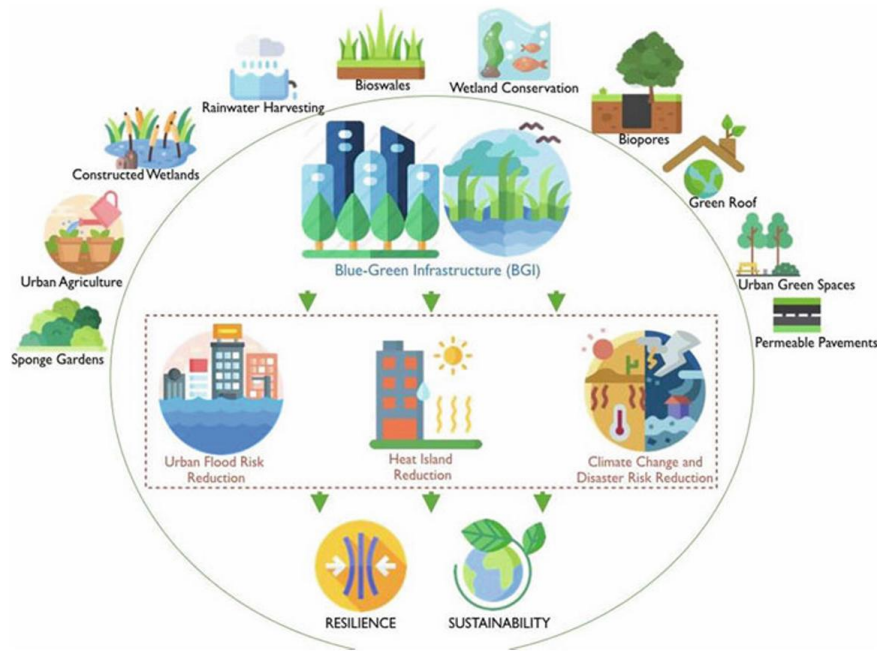 Bioswales
Wetland Conservation
Rainwater Harvesting
Biopores
Constructed Wetlands
Green Roof
Urban Agriculture
Urban Green Spaces
Sponge Gardens
Permeable Pavements
Blue-Green Infrastructure (BGI)
Urban Flood Risk
Reduction
Heat Island
Reduction
Climate Change and
Disaster Risk Reduction
RESILIENCE
SUSTAINABILITY